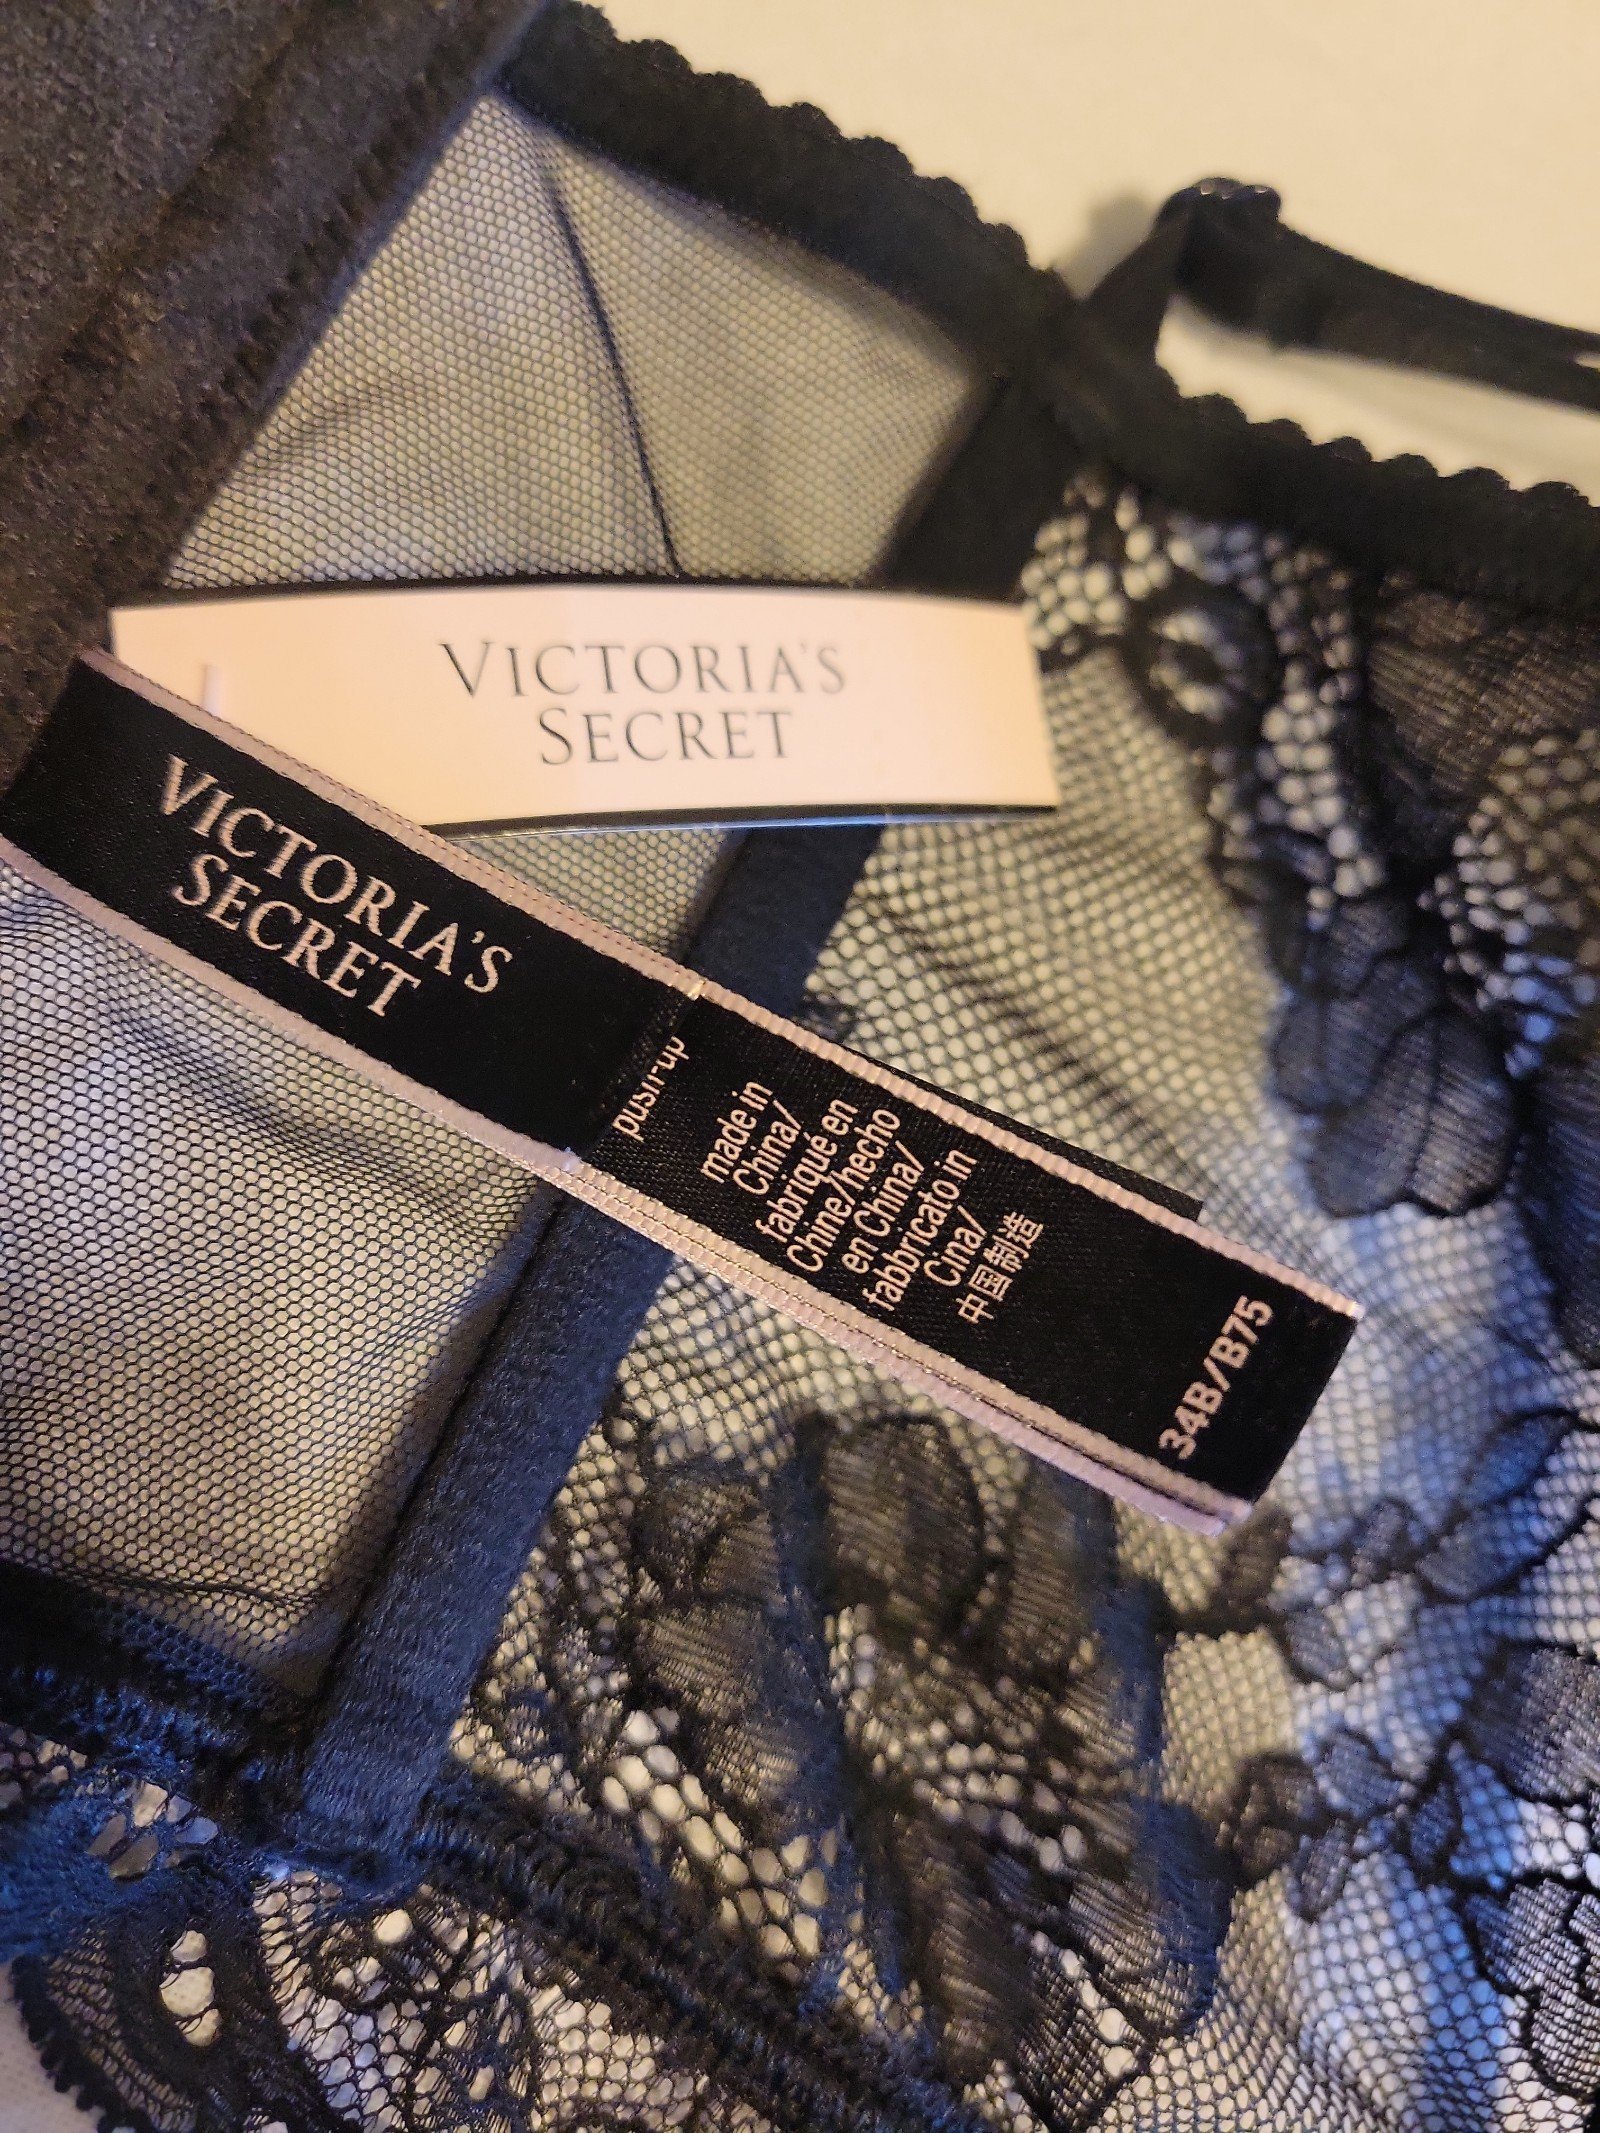 VICTORIA'S
SECRET
VICTORIA'S
SECRET
push-up
made in
China/
fabriqué en
Chine/hecho
en China/
fabbricato in
Cina/
中国制造
34B/B75